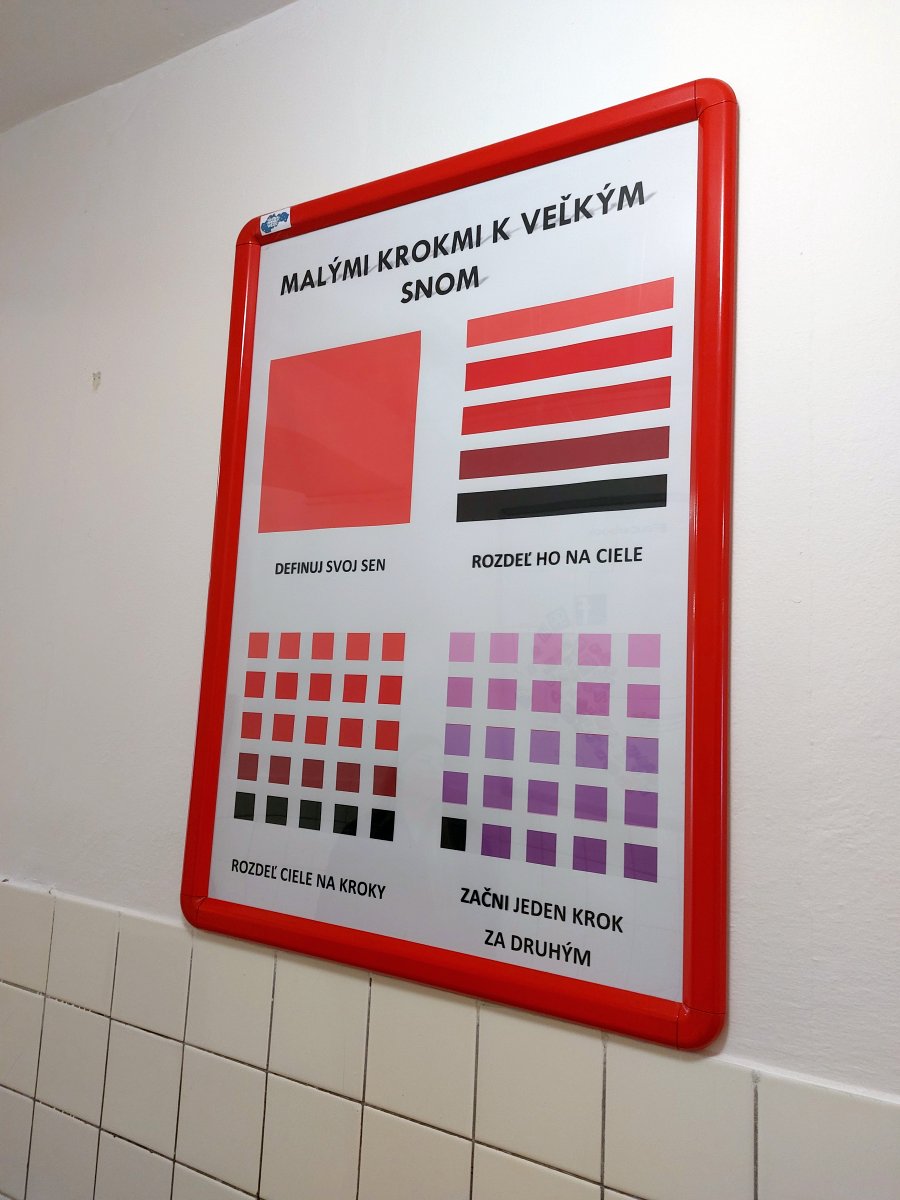 MALÝMI KROKMI K VEĽKÝM
SNOM
DEFINUJ SVOJ SEN
ROZDEĽ HO NA CIELE
ROZDEĽ CIELE NA KROKY
ZAČNI JEDEN KROK
ZA DRUHÝM